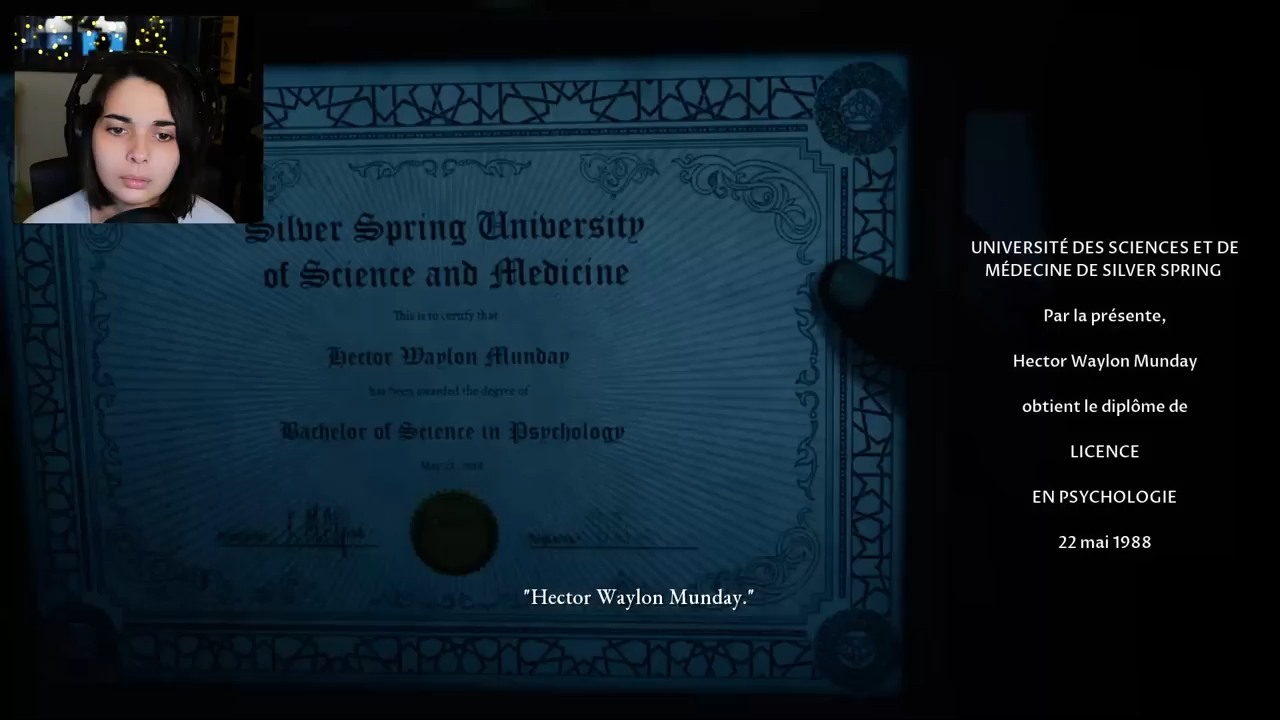 Silver Spring University
of Science and Medicine
This is to certify that
Hector Waylon Munday
has been awarded the degree of
Bachelor of Science in Psychology
"Hector Waylon Munday."
UNIVERSITÉ DES SCIENCES ET DE
MÉDECINE DE SILVER SPRING
Par la présente,
Hector Waylon Munday
obtient le diplôme de
LICENCE
EN PSYCHOLOGIE
22 mai 1988